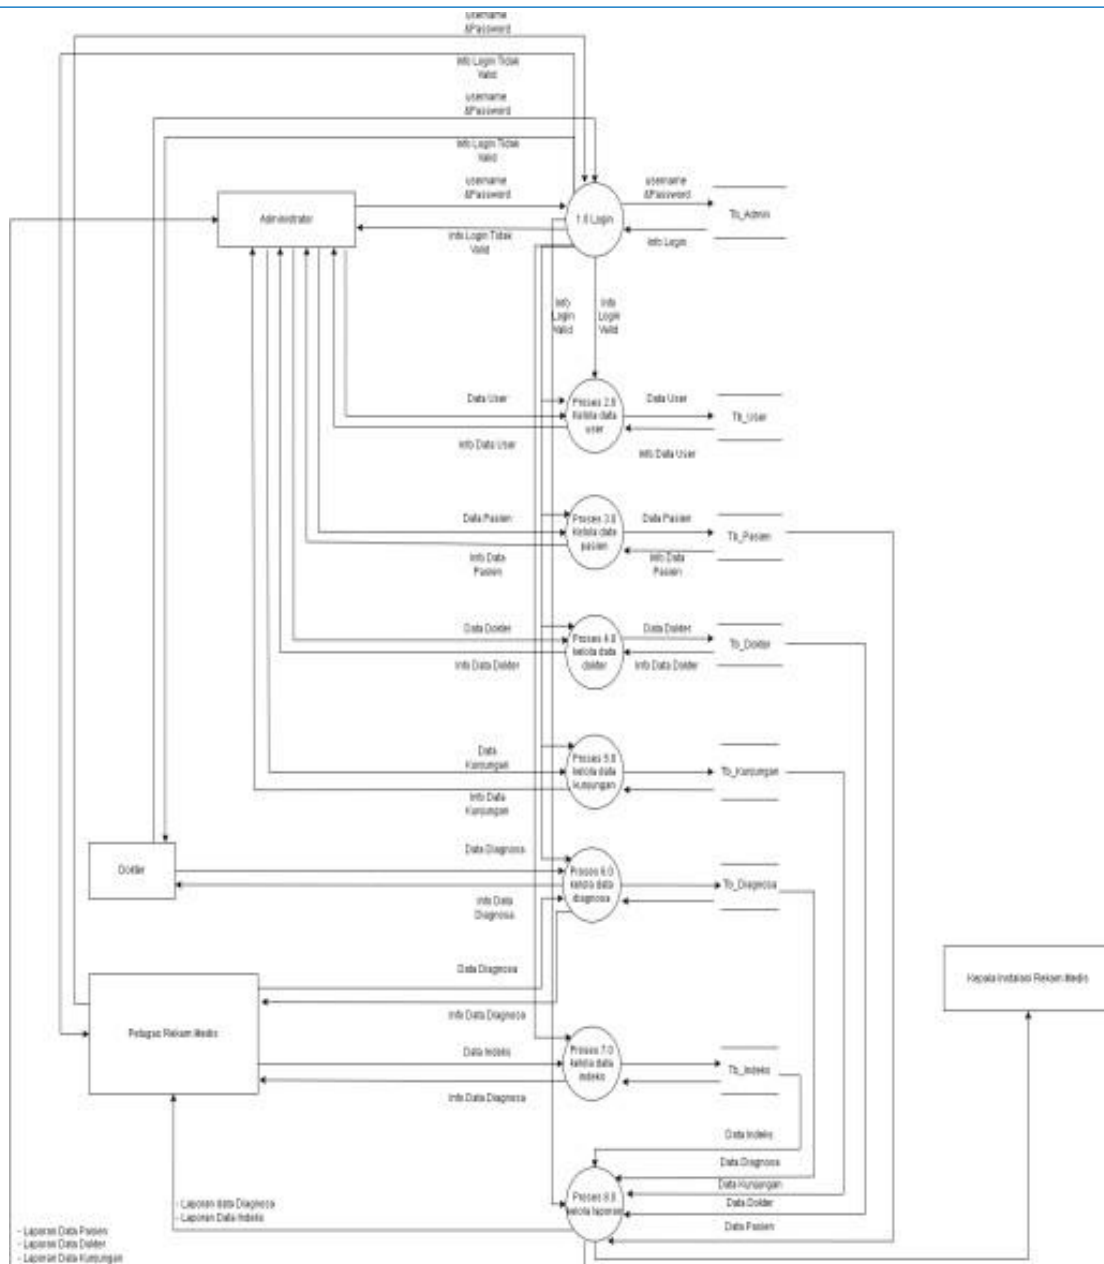 username
&Password
Info Login Tidak
Valid
username
&Password
Info Login Tidak
Valid
username
&Password
username
&Password
Administrator
1.0 Login
Tb_Admin
Info Login Tidak
Valid
Info Login
Info
Login
Valid
Info
Login
Valid
Data User
Proses 2.0
Kelola data
user
Data User
Tb_User
Info Data User
Info Data User
Data Pasien
Proses 3.0
Kelola data
pasien
Data Pasien
Tb_Pasien
Info Data
Pasien
Info Data
Pasien
Data Dokter
Proses 4.0
kelola data
dokter
Data Dokter
Tb_Dokter
Info Data Dokter
Info Data Dokter
Data
Kunjungan
Proses 5.0
kelola data
kunjungan
Tb_Kunjungan
Info Data
Kunjungan
Data Diagnosa
Dokter
Proses 6.0
kelola data
diagnosa
Tb_Diagnosa
Info Data
Diagnosa
Data Diagnosa
Kepala Instalasi Rekam Medis
Info Data Diagnosa
Petugas Rekam Medis
Data Indeks
Proses 7.0
kelola data
indeks
Tb_Indeks
Info Data Diagnosa
Data Indeks
Data Diagnosa
Data Kunjungan
Data Dokter
Data Pasien
Proses 8.0
kelola laporan
- Laporan data Diagnosa
- Laporan Data Indeks
- Laporan Data Pasien
- Laporan Data Dokter
- Laporan Data Kunjungan